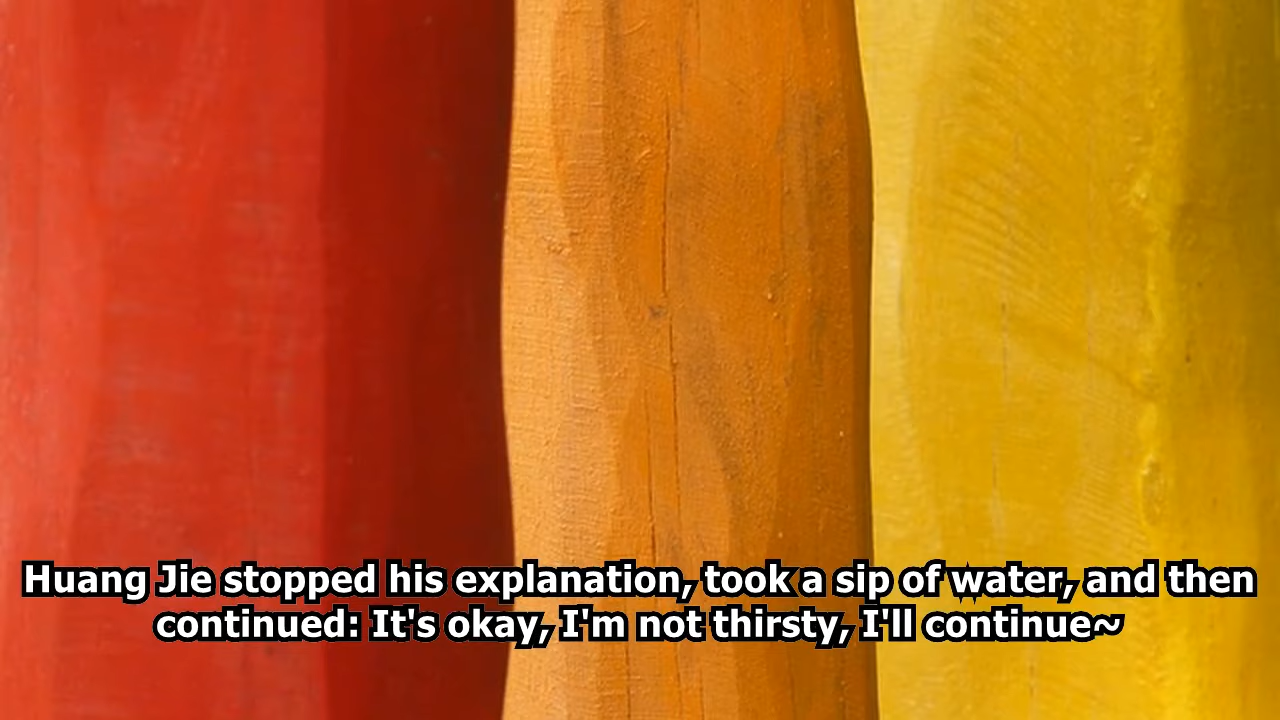 Huang Jie stopped his explanation, took a sip of water, and then
continued: It's okay, I'm not thirsty, I'll continue~